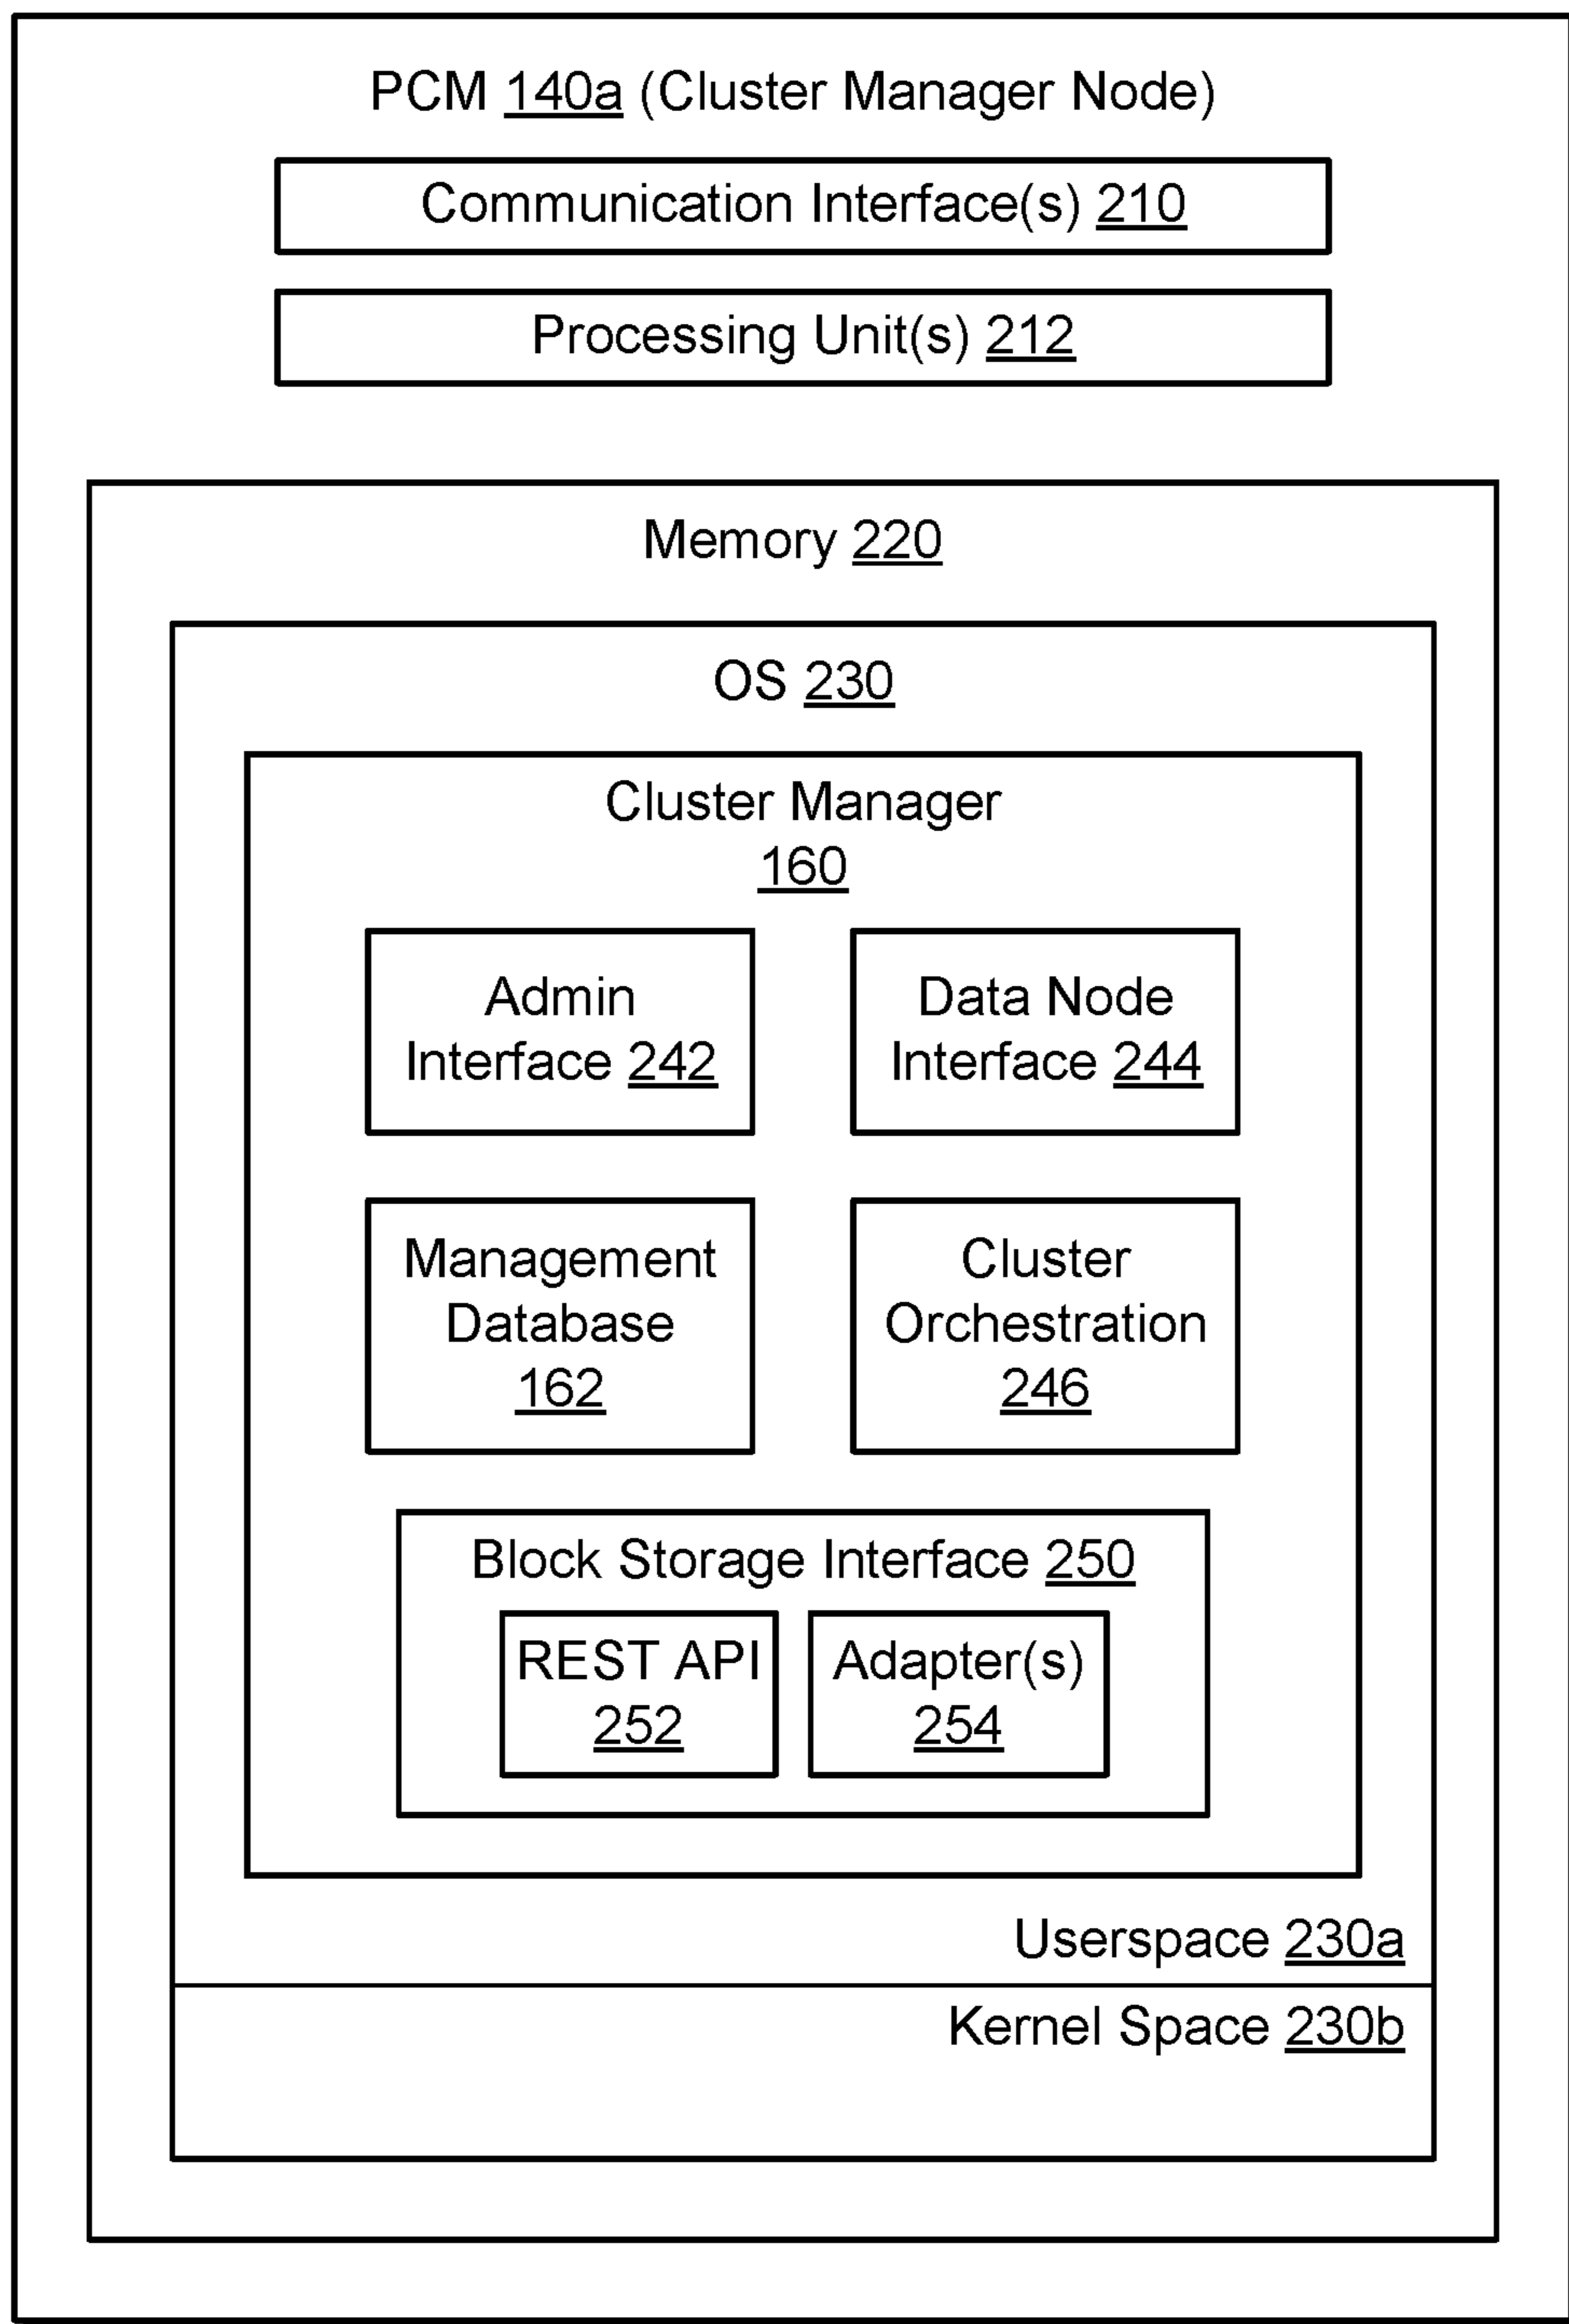 PCM 140a (Cluster Manager Node)
Communication Interface(s) 210
Processing Unit(s) 212
Memory 220
OS 230
Cluster Manager
160
Admin
Interface 242
Data Node
Interface 244
Management
Database
162
Cluster
Orchestration
246
Block Storage Interface 250
REST API
252
Adapter(s)
254
Userspace 230a
Kernel Space 230b